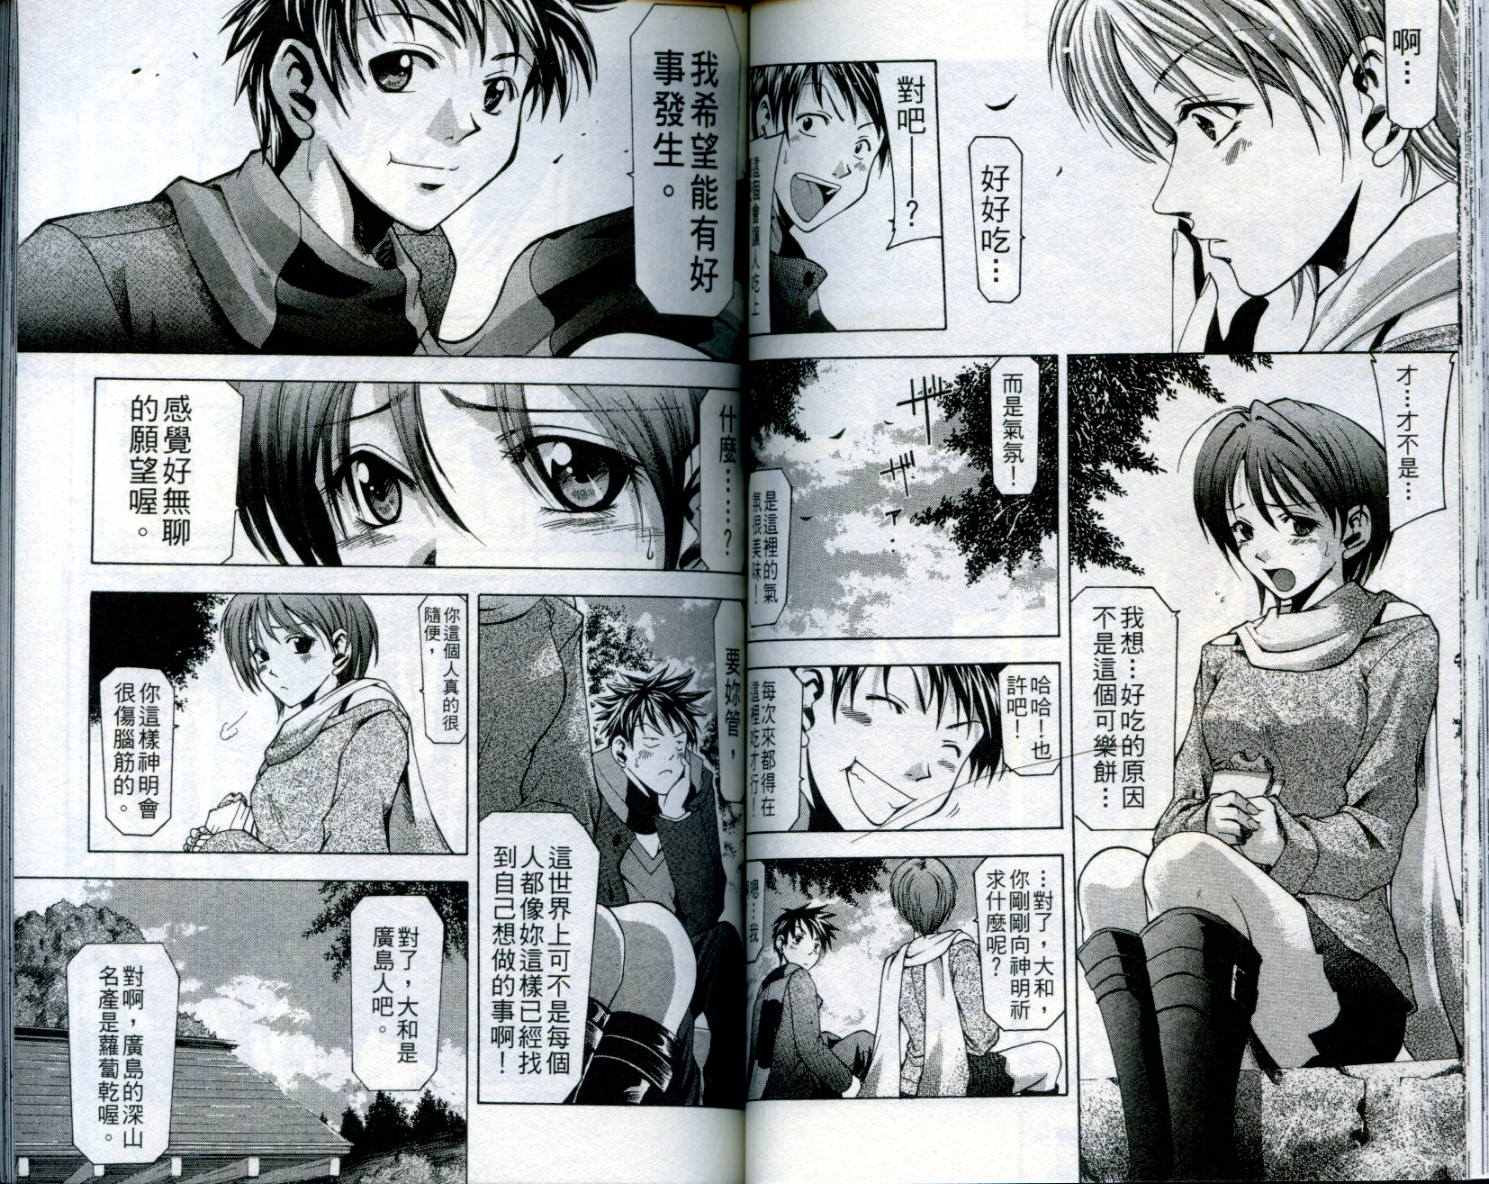 啊…
好好吃…
對吧——？
這個會讓人吃上
才…才不是…
我想…好吃的原因
不是這個可樂餅…
而是氣氛！
是這裡的氣
氣很美味！
哈哈！也
許吧！
每次來都得在
這裡吃才行！
…對了，大和，
你剛剛向神明祈
求什麼呢？
嗯…我
我希望能有好
事發生。
什麼……？
感覺好無聊
的願望喔。
要妳管，
這世界上可不是每個
人都像妳這樣已經找
到自己想做的事啊！
你這個人真的很
隨便，
你這樣神明會
很傷腦筋的。
對了，大和是
廣島人吧。
對啊，廣島的深山
名產是蘿蔔乾喔。